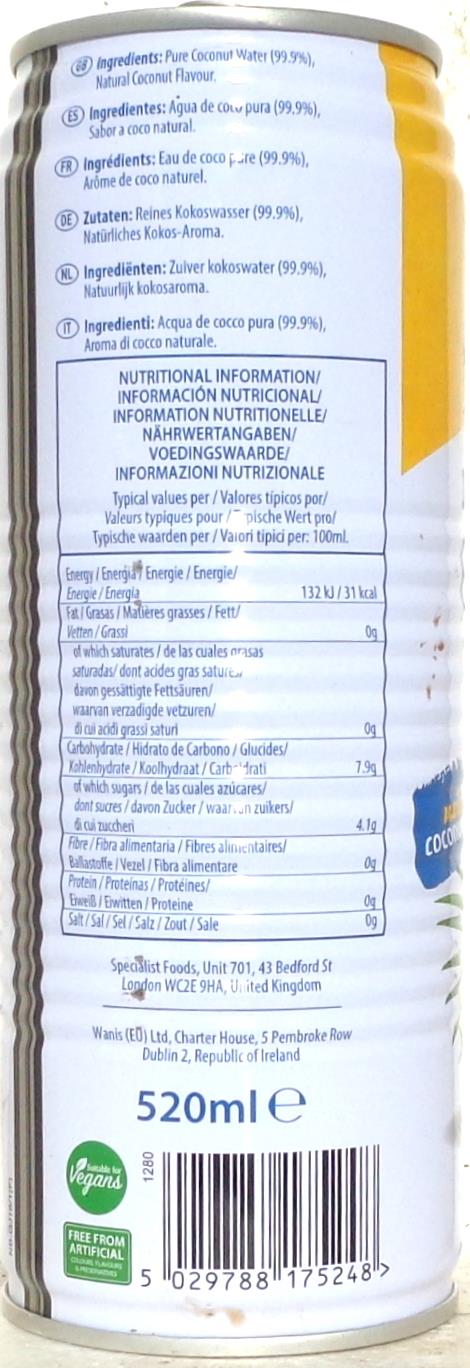 GB Ingredients: Pure Coconut Water (99.9%),
Natural Coconut Flavour.
ES Ingredientes: Agua de coco pura (99.9%),
Sabor a coco natural.
FR Ingrédients: Eau de coco pure (99.9%),
Arôme de coco naturel.
DE Zutaten: Reines Kokoswasser (99.9%),
Natürliches Kokos-Aroma.
NL Ingrediënten: Zuiver kokoswater (99.9%),
Natuurlijk kokosaroma.
IT Ingredienti: Acqua de cocco pura (99.9%),
Aroma di cocco naturale.
NUTRITIONAL INFORMATION/
INFORMACIÓN NUTRICIONAL/
INFORMATION NUTRITIONELLE/
NÄHRWERTANGABEN/
VOEDINGSWAARDE/
INFORMAZIONI NUTRIZIONALE
Typical values per / Valores típicos por/
Valeurs typiques pour / Typische Wert pro/
Typische waarden per / Valori tipici per: 100ml.
Energy / Energía / Energie / Energie/
Energie / Energia 132 kJ / 31 kcal
Fat / Grasas / Matières grasses / Fett/
Vetten / Grassi 0g
of which saturates / de las cuales grasas
saturadas/ dont acides gras saturés/
davon gessättigte Fettsäuren/
waarvan verzadigde vetzuren/
di cui acidi grassi saturi 0g
Carbohydrate / Hidrato de Carbono / Glucides/
Kohlenhydrate / Koolhydraat / Carboidrati 7.9g
of which sugars / de las cuales azúcares/
dont sucres / davon Zucker / waarvan zuikers/
di cui zuccheri 4.1g
Fibre / Fibra alimentaria / Fibres alimentaires/
Ballastoffe / Vezel / Fibra alimentare 0g
Protein / Proteínas / Protéines/
Eiweiß / Eiwitten / Proteine 0g
Salt / Sal / Sel / Salz / Zout / Sale 0g
Specialist Foods, Unit 701, 43 Bedford St
London WC2E 9HA, United Kingdom
Wanis (EU) Ltd, Charter House, 5 Pembroke Row
Dublin 2, Republic of Ireland
520ml e
Suitable for
Vegans
1280
FREE FROM
ARTIFICIAL
COLOURS, FLAVOURS
& PRESERVATIVES
5 029788 175248 >